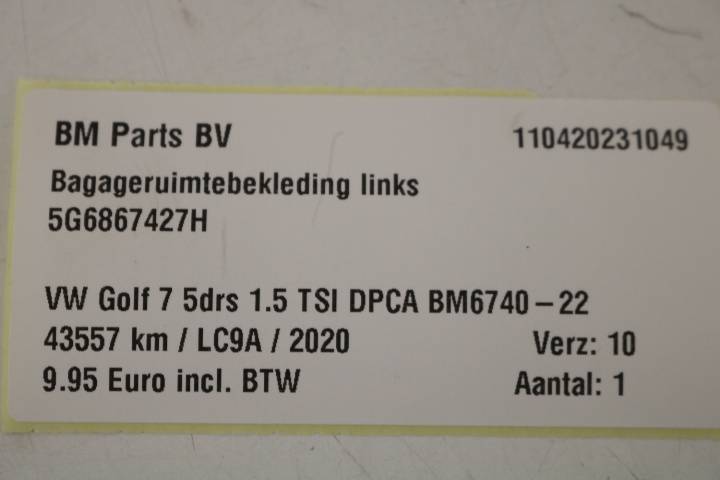 BM Parts BV 110420231049
Bagageruimtebekleding links
5G6867427H
VW Golf 7 5drs 1.5 TSI DPCA BM6740-22
43557 km / LC9A / 2020 Verz: 10
9.95 Euro incl. BTW Aantal: 1